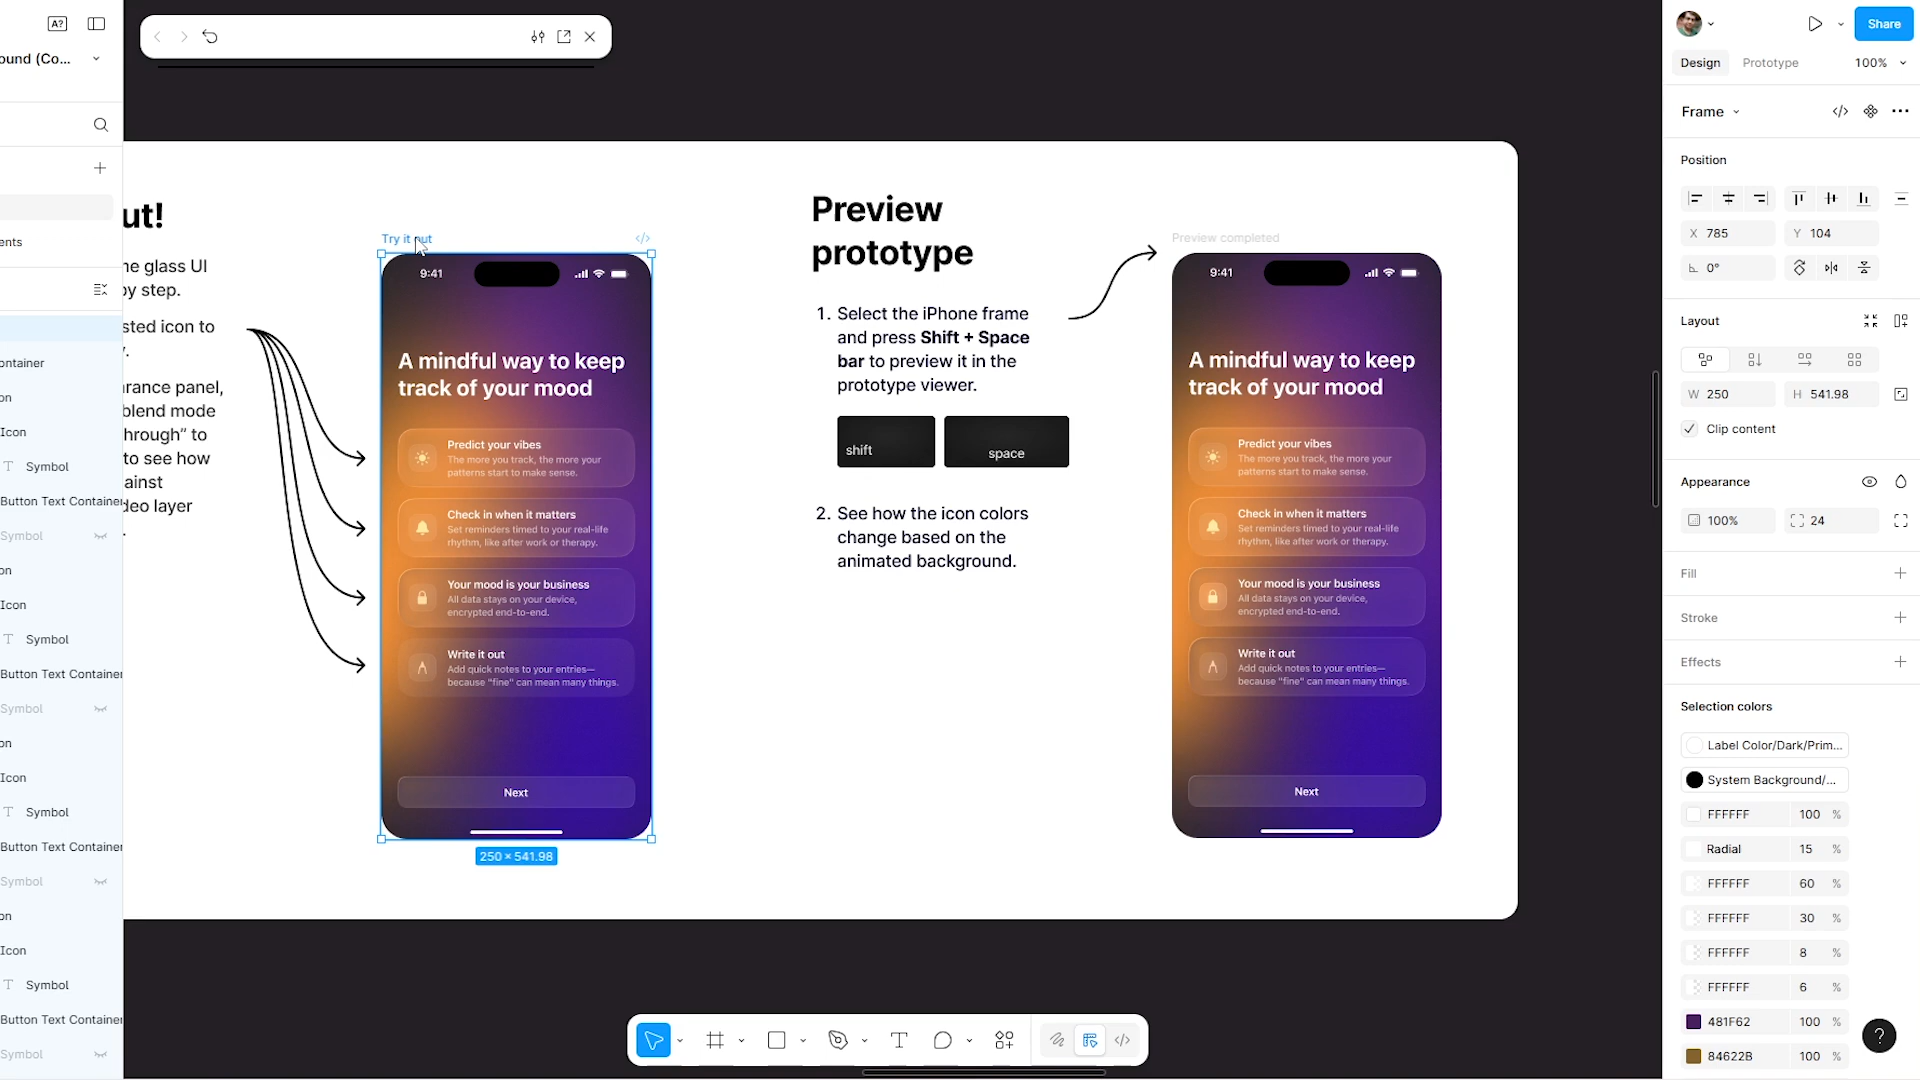 A?
ound (Co...
Share
Design
Prototype
100%
Frame
Position
X 785
Y 104
0°
Layout
W 250
H 541.98
Clip content
Appearance
100%
24
Fill
Stroke
Effects
Selection colors
Label Color/Dark/Prim...
System Background/...
FFFFFF 100 %
Radial 15 %
FFFFFF 60 %
FFFFFF 30 %
FFFFFF 8 %
FFFFFF 6 %
481F62 100 %
84622B 100 %
?
ents
ontainer
on
Icon
T Symbol
Button Text Container
Symbol
on
Icon
T Symbol
Button Text Container
Symbol
on
Icon
T Symbol
Button Text Container
Symbol
on
Icon
T Symbol
Button Text Container
Symbol
ut!
ne glass UI
by step.
sted icon to
y.
arance panel,
blend mode
hrough” to
to see how
ainst
deo layer
Try it out
9:41
A mindful way to keep
track of your mood
Predict your vibes
The more you track, the more your
patterns start to make sense.
Check in when it matters
Set reminders timed to your real-life
rhythm, like after work or therapy.
Your mood is your business
All data stays on your device,
encrypted end-to-end.
Write it out
Add quick notes to your entries—
because "fine" can mean many things.
Next
250 × 541.98
Preview
prototype
1. Select the iPhone frame
and press Shift + Space
bar to preview it in the
prototype viewer.
shift
space
2. See how the icon colors
change based on the
animated background.
Preview completed
9:41
A mindful way to keep
track of your mood
Predict your vibes
The more you track, the more your
patterns start to make sense.
Check in when it matters
Set reminders timed to your real-life
rhythm, like after work or therapy.
Your mood is your business
All data stays on your device,
encrypted end-to-end.
Write it out
Add quick notes to your entries—
because "fine" can mean many things.
Next